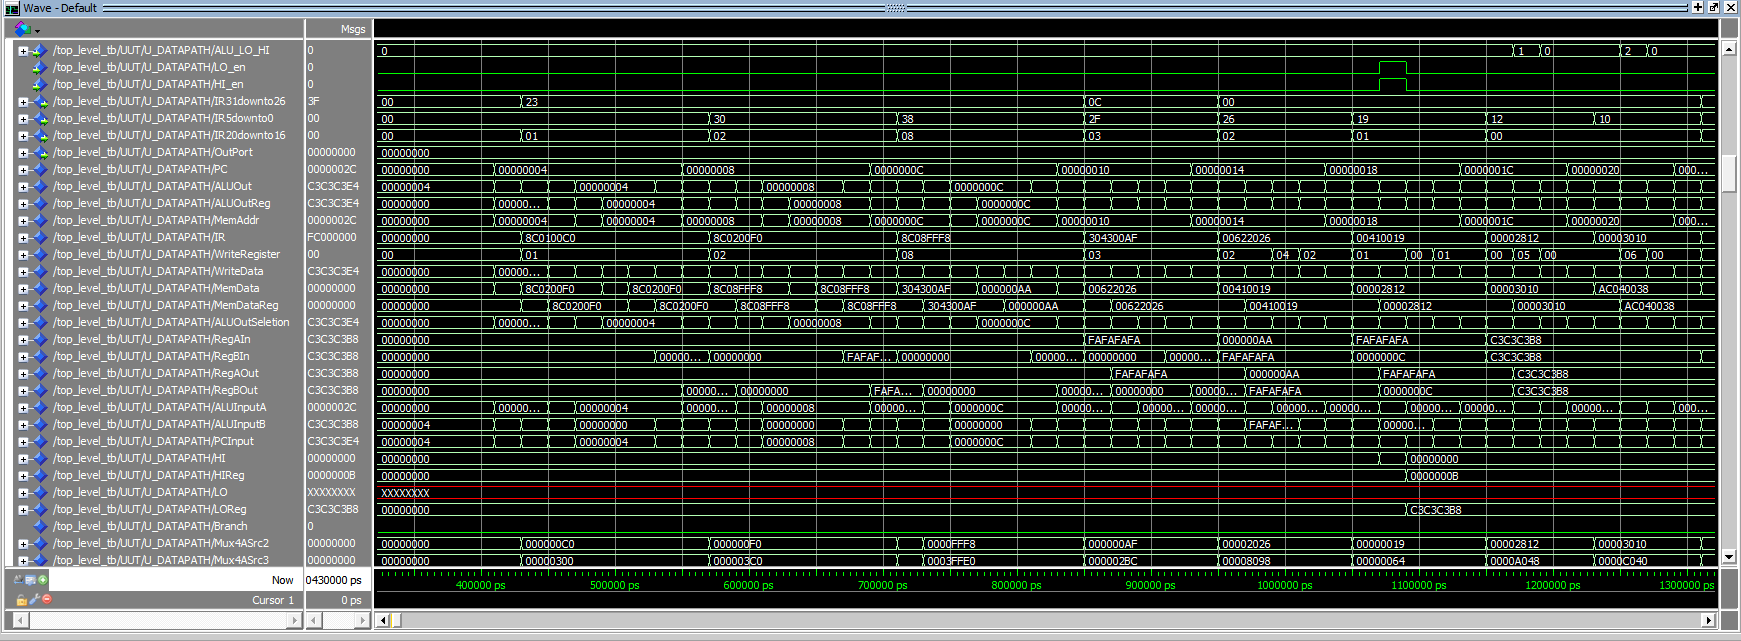 Wave - Default
Msgs
/top_level_tb/UUT/U_DATAPATH/ALU_LO_HI 0 0 1 0 2 0
/top_level_tb/UUT/U_DATAPATH/LO_en 0
/top_level_tb/UUT/U_DATAPATH/HI_en 0
/top_level_tb/UUT/U_DATAPATH/IR31downto26 3F 00 23 0C 00
/top_level_tb/UUT/U_DATAPATH/IR5downto0 00 00 30 38 2F 26 19 12 10
/top_level_tb/UUT/U_DATAPATH/IR20downto16 00 00 01 02 08 03 02 01 00
/top_level_tb/UUT/U_DATAPATH/OutPort 00000000 00000000
/top_level_tb/UUT/U_DATAPATH/PC 0000002C 00000000 00000004 00000008 0000000C 00000010 00000014 00000018 0000001C 00000020 000...
/top_level_tb/UUT/U_DATAPATH/ALUOut C3C3C3E4 00000004 00000004 00000008 0000000C
/top_level_tb/UUT/U_DATAPATH/ALUOutReg C3C3C3E4 00000000 00000... 00000004 00000008 0000000C
/top_level_tb/UUT/U_DATAPATH/MemAddr 0000002C 00000000 00000004 00000004 00000008 00000008 0000000C 0000000C 00000010 00000014 00000018 0000001C 00000020 000...
/top_level_tb/UUT/U_DATAPATH/IR FC000000 00000000 8C0100C0 8C0200F0 8C08FFF8 304300AF 00622026 00410019 00002812 00003010
/top_level_tb/UUT/U_DATAPATH/WriteRegister 00 00 01 02 08 03 02 04 02 01 00 01 00 05 00 06 00
/top_level_tb/UUT/U_DATAPATH/WriteData C3C3C3E4 00000000 00000...
/top_level_tb/UUT/U_DATAPATH/MemData 00000000 00000000 8C0200F0 8C0200F0 8C08FFF8 8C08FFF8 304300AF 000000AA 00622026 00410019 00002812 00003010 AC040038
/top_level_tb/UUT/U_DATAPATH/MemDataReg 00000000 00000000 8C0200F0 8C0200F0 8C08FFF8 8C08FFF8 304300AF 000000AA 00622026 00410019 00002812 00003010 AC040038
/top_level_tb/UUT/U_DATAPATH/ALUOutSeletion C3C3C3E4 00000000 00000... 00000004 00000008 0000000C
/top_level_tb/UUT/U_DATAPATH/RegAIn C3C3C3B8 00000000 FAFAFAFA 000000AA FAFAFAFA C3C3C3B8
/top_level_tb/UUT/U_DATAPATH/RegBIn C3C3C3B8 00000000 00000... 00000000 FAFAF... 00000000 00000... 00000000 00000... FAFAFAFA 0000000C C3C3C3B8
/top_level_tb/UUT/U_DATAPATH/RegAOut C3C3C3B8 00000000 FAFAFAFA 000000AA FAFAFAFA C3C3C3B8
/top_level_tb/UUT/U_DATAPATH/RegBOut C3C3C3B8 00000000 00000... 00000000 FAFA... 00000000 00000... 00000000 00000... FAFAFAFA 0000000C C3C3C3B8
/top_level_tb/UUT/U_DATAPATH/ALUInputA 0000002C 00000000 00000... 00000004 00000... 00000008 00000... 0000000C 00000... 00000... 00000... 00000... 00000... 00000... 00000... 00000... 000...
/top_level_tb/UUT/U_DATAPATH/ALUInputB C3C3C3B8 00000004 00000000 00000000 00000000 FAFAF... 00000...
/top_level_tb/UUT/U_DATAPATH/PCInput C3C3C3E4 00000004 00000004 00000008 0000000C
/top_level_tb/UUT/U_DATAPATH/HI 00000000 00000000 00000000
/top_level_tb/UUT/U_DATAPATH/HIReg 0000000B 00000000 0000000B
/top_level_tb/UUT/U_DATAPATH/LO XXXXXXXX XXXXXXXX
/top_level_tb/UUT/U_DATAPATH/LOReg C3C3C3B8 00000000 C3C3C3B8
/top_level_tb/UUT/U_DATAPATH/Branch 0
/top_level_tb/UUT/U_DATAPATH/Mux4ASrc2 00000000 00000000 000000C0 000000F0 0000FFF8 000000AF 00002026 00000019 00002812 00003010
/top_level_tb/UUT/U_DATAPATH/Mux4ASrc3 00000000 00000000 00000300 000003C0 0003FFE0 000002BC 00008098 00000064 0000A048 0000C040
Now 0430000 ps 400000 ps 500000 ps 600000 ps 700000 ps 800000 ps 900000 ps 1000000 ps 1100000 ps 1200000 ps 1300000 ps
Cursor 1 0 ps